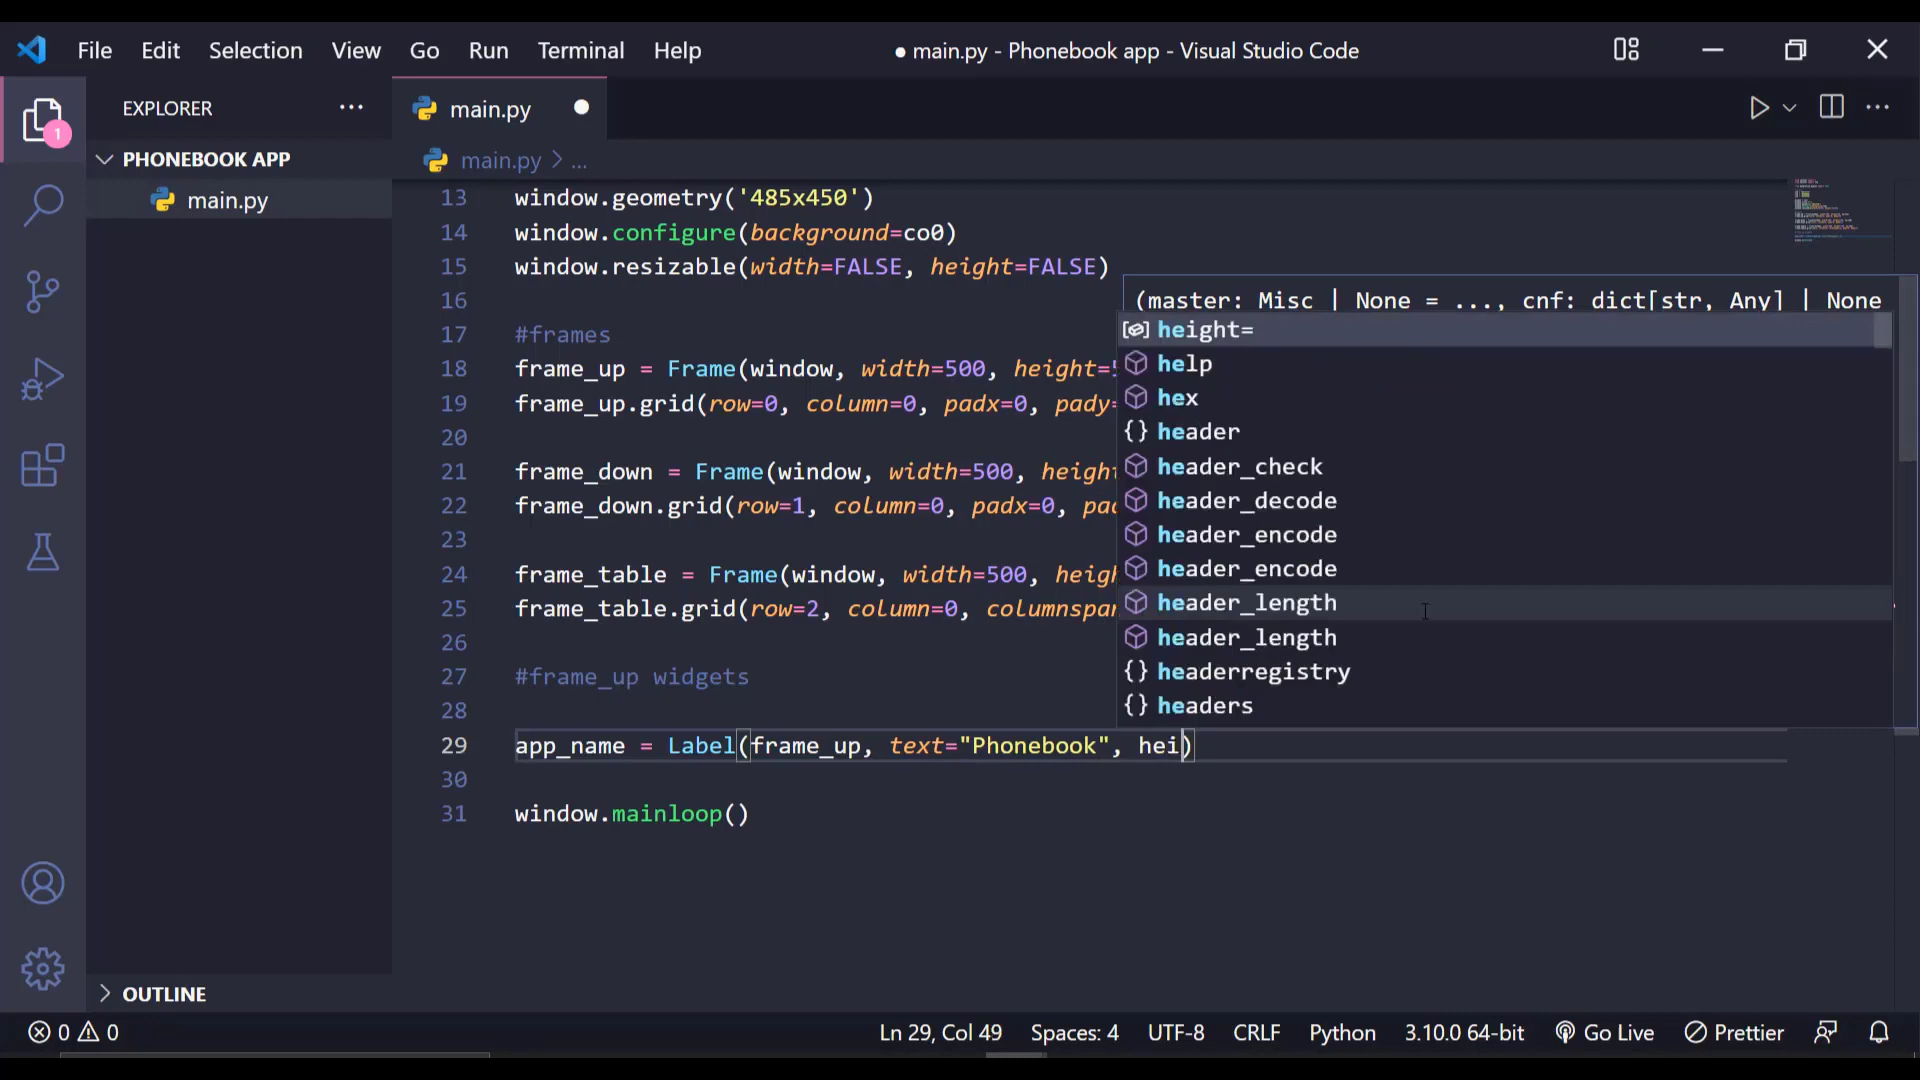 File Edit Selection View Go Run Terminal Help
● main.py - Phonebook app - Visual Studio Code
1
EXPLORER ...
PHONEBOOK APP
main.py
OUTLINE
main.py
main.py > ...
13 window.geometry('485x450')
14 window.configure(background=co0)
15 window.resizable(width=FALSE, height=FALSE)
16
17 #frames
18 frame_up = Frame(window, width=500, height=
19 frame_up.grid(row=0, column=0, padx=0, pady=
20
21 frame_down = Frame(window, width=500, height
22 frame_down.grid(row=1, column=0, padx=0, pad
23
24 frame_table = Frame(window, width=500, heigh
25 frame_table.grid(row=2, column=0, columnspan
26
27 #frame_up widgets
28
29 app_name = Label(frame_up, text="Phonebook", hei)
30
31 window.mainloop()
(master: Misc | None = ..., cnf: dict[str, Any] | None
height=
help
hex
header
header_check
header_decode
header_encode
header_encode
header_length
header_length
headerregistry
headers
0 0 Ln 29, Col 49 Spaces: 4 UTF-8 CRLF Python 3.10.0 64-bit Go Live Prettier